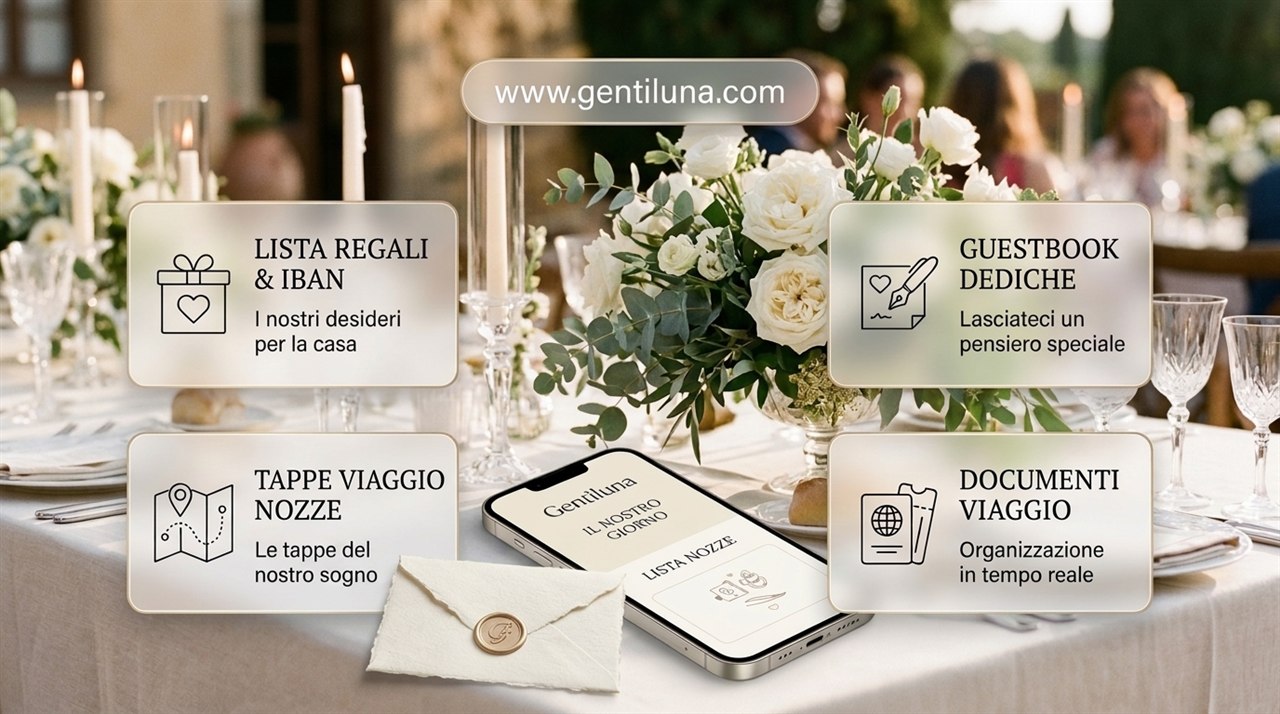 www.gentiluna.com
LISTA REGALI
& IBAN
I nostri desideri
per la casa
GUESTBOOK
DEDICHE
Lasciateci un
pensiero speciale
TAPPE VIAGGIO
NOZZE
Le tappe del
nostro sogno
Gentiluna
IL NOSTRO
GIORNO
LISTA NOZZE
DOCUMENTI
VIAGGIO
Organizzazione
in tempo reale